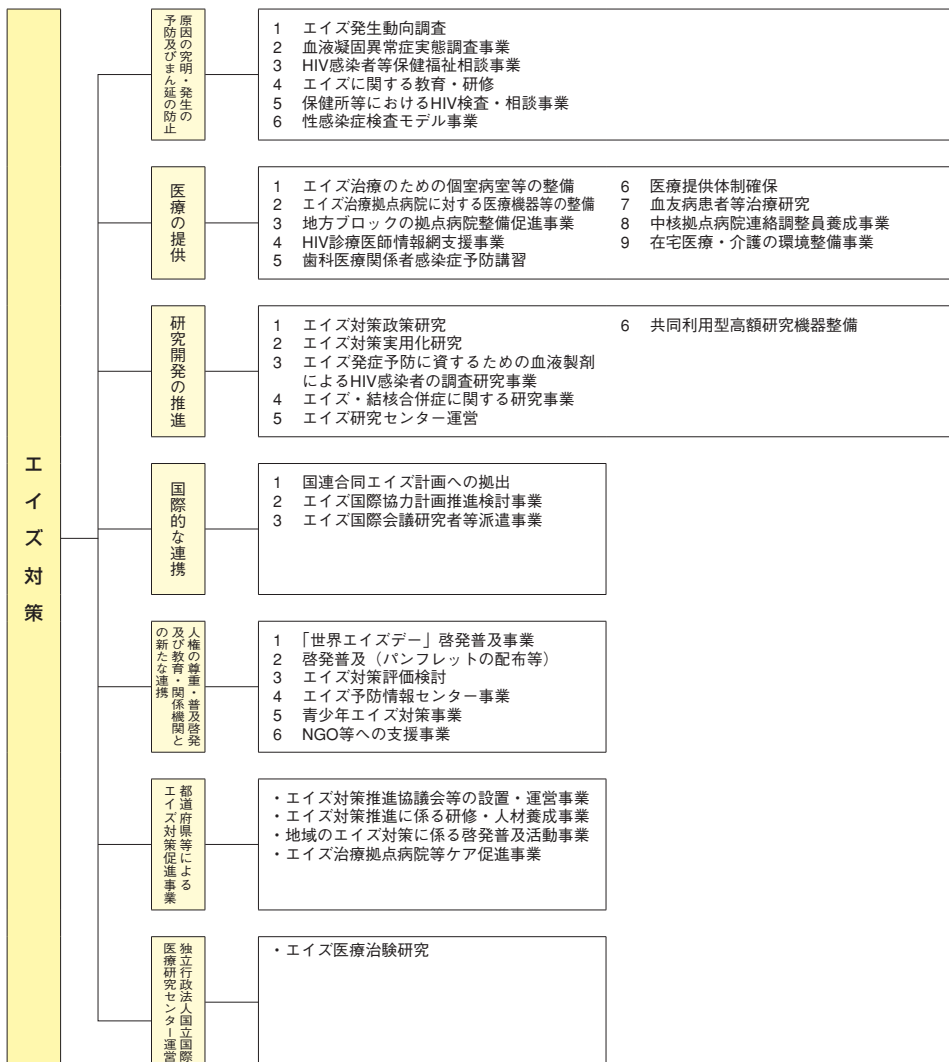 エイズ対策
原因の究明・発生の
予防及びまん延の防止
1 エイズ発生動向調査
2 血液凝固異常症実態調査事業
3 HIV感染者等保健福祉相談事業
4 エイズに関する教育・研修
5 保健所等におけるHIV検査・相談事業
6 性感染症検査モデル事業
医療の提供
1 エイズ治療のための個室病室等の整備
2 エイズ治療拠点病院に対する医療機器等の整備
3 地方ブロックの拠点病院整備促進事業
4 HIV診療医師情報網支援事業
5 歯科医療関係者感染症予防講習
6 医療提供体制確保
7 血友病患者等治療研究
8 中核拠点病院連絡調整員養成事業
9 在宅医療・介護の環境整備事業
研究開発の推進
1 エイズ対策政策研究
2 エイズ対策実用化研究
3 エイズ発症予防に資するための血液製剤
によるHIV感染者の調査研究事業
4 エイズ・結核合併症に関する研究事業
5 エイズ研究センター運営
6 共同利用型高額研究機器整備
国際的な連携
1 国連合同エイズ計画への拠出
2 エイズ国際協力計画推進検討事業
3 エイズ国際会議研究者等派遣事業
人権の尊重・普及啓発
及び教育・関係機関と
の新たな連携
1 「世界エイズデー」啓発普及事業
2 啓発普及（パンフレットの配布等）
3 エイズ対策評価検討
4 エイズ予防情報センター事業
5 青少年エイズ対策事業
6 NGO等への支援事業
都道府県等による
エイズ対策促進事業
・エイズ対策推進協議会等の設置・運営事業
・エイズ対策推進に係る研修・人材養成事業
・地域のエイズ対策に係る啓発普及活動事業
・エイズ治療拠点病院等ケア促進事業
独立行政法人国立国際
医療研究センター運営
・エイズ医療治験研究